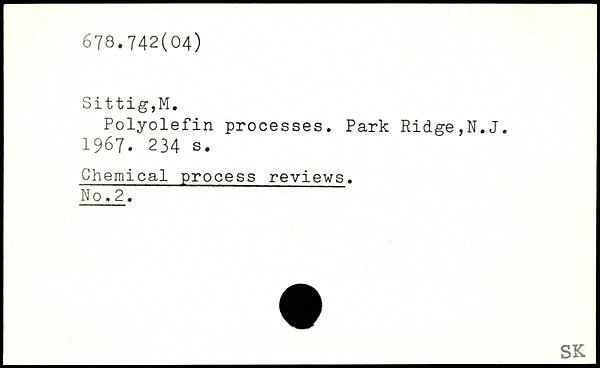 678.742(04)
Sittig,M.
Polyolefin processes. Park Ridge,N.J.
1967. 234 s.
Chemical process reviews.
No.2.
SK